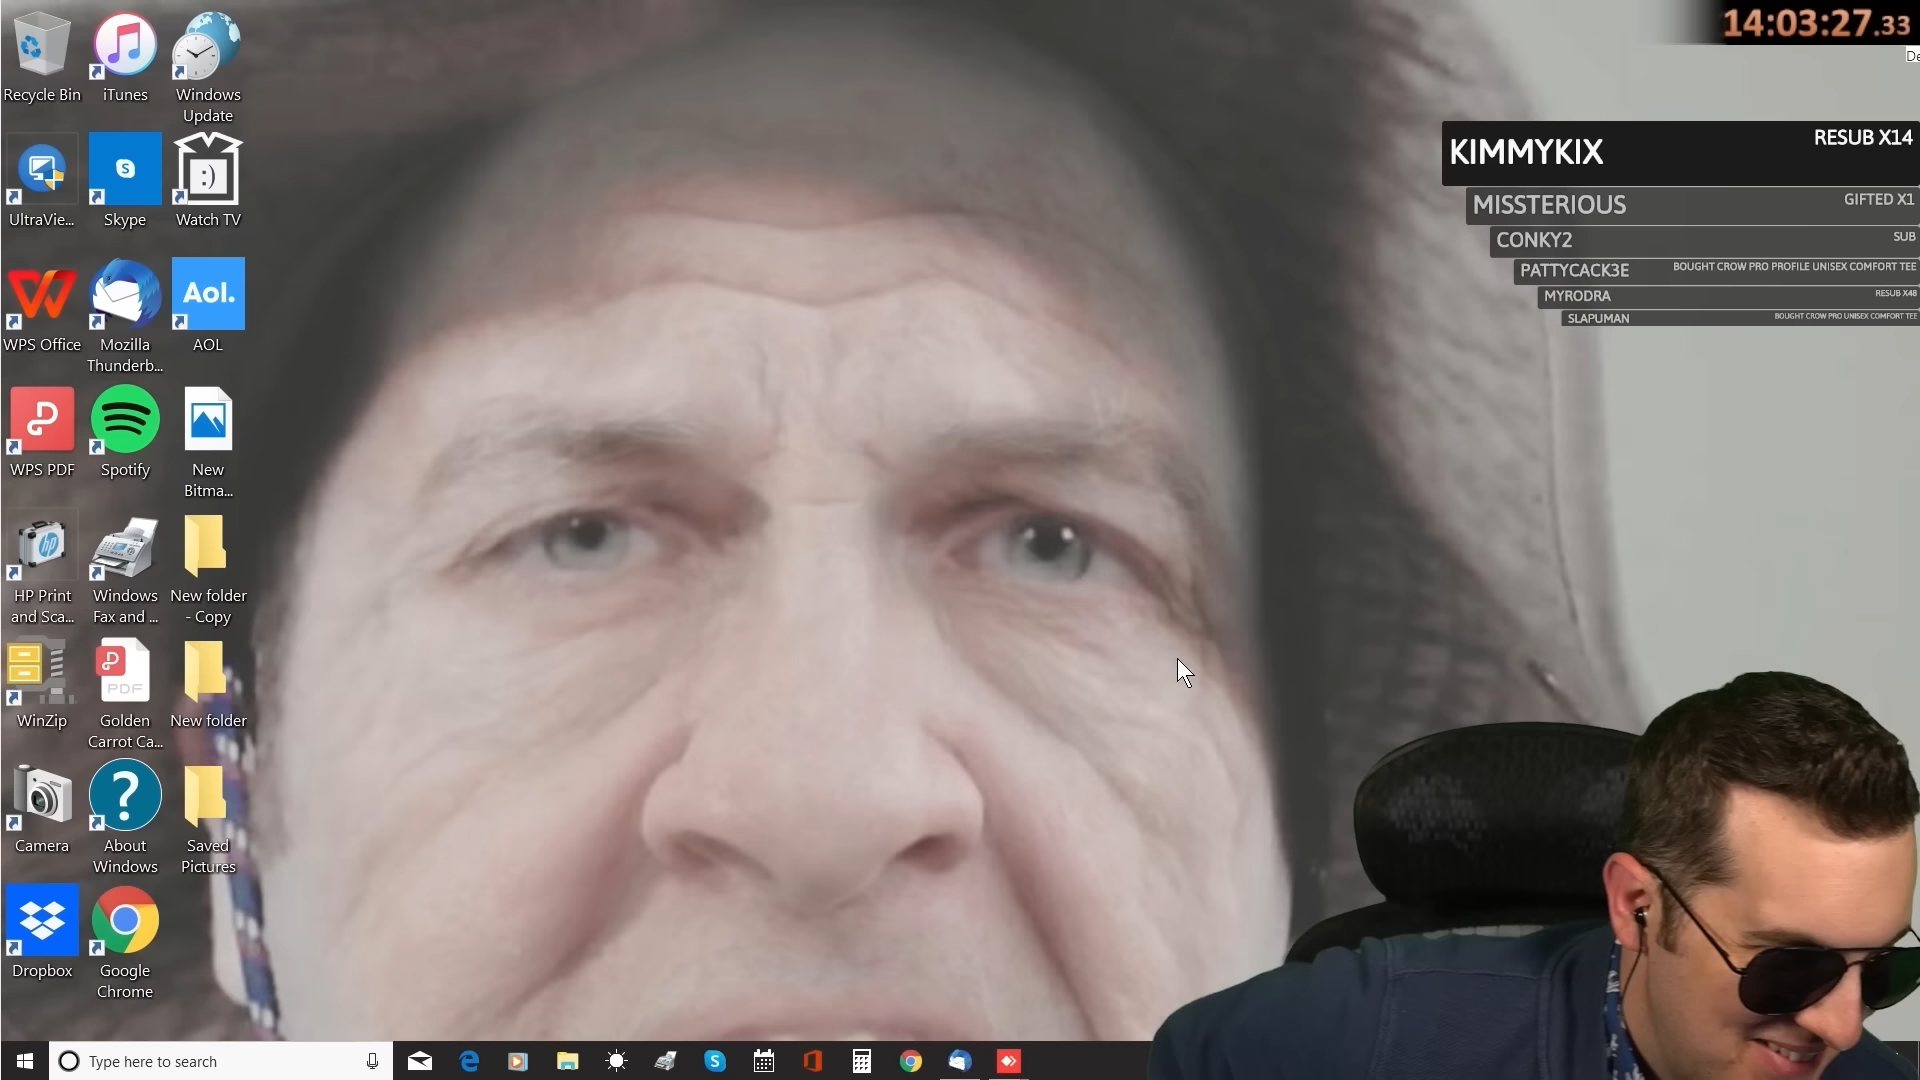 14:03:27.33
De
KIMMYKIX RESUB X14
MISSTERIOUS GIFTED X1
CONKY2 SUB
PATTYCACK3E BOUGHT CROW PRO PROFILE UNISEX COMFORT TEE
MYRODRA RESUB X48
SLAPUMAN BOUGHT CROW PRO UNISEX COMFORT TEE
Recycle Bin
iTunes
Windows
Update
UltraVie...
Skype
:)
Watch TV
WPS Office
Mozilla
Thunderb...
Aol.
AOL
WPS PDF
Spotify
New
Bitma...
hp
HP Print
and Sca...
Windows
Fax and ...
New folder
- Copy
WinZip
PDF
Golden
Carrot Ca...
New folder
Camera
?
About
Windows
Saved
Pictures
Dropbox
Google
Chrome
Type here to search